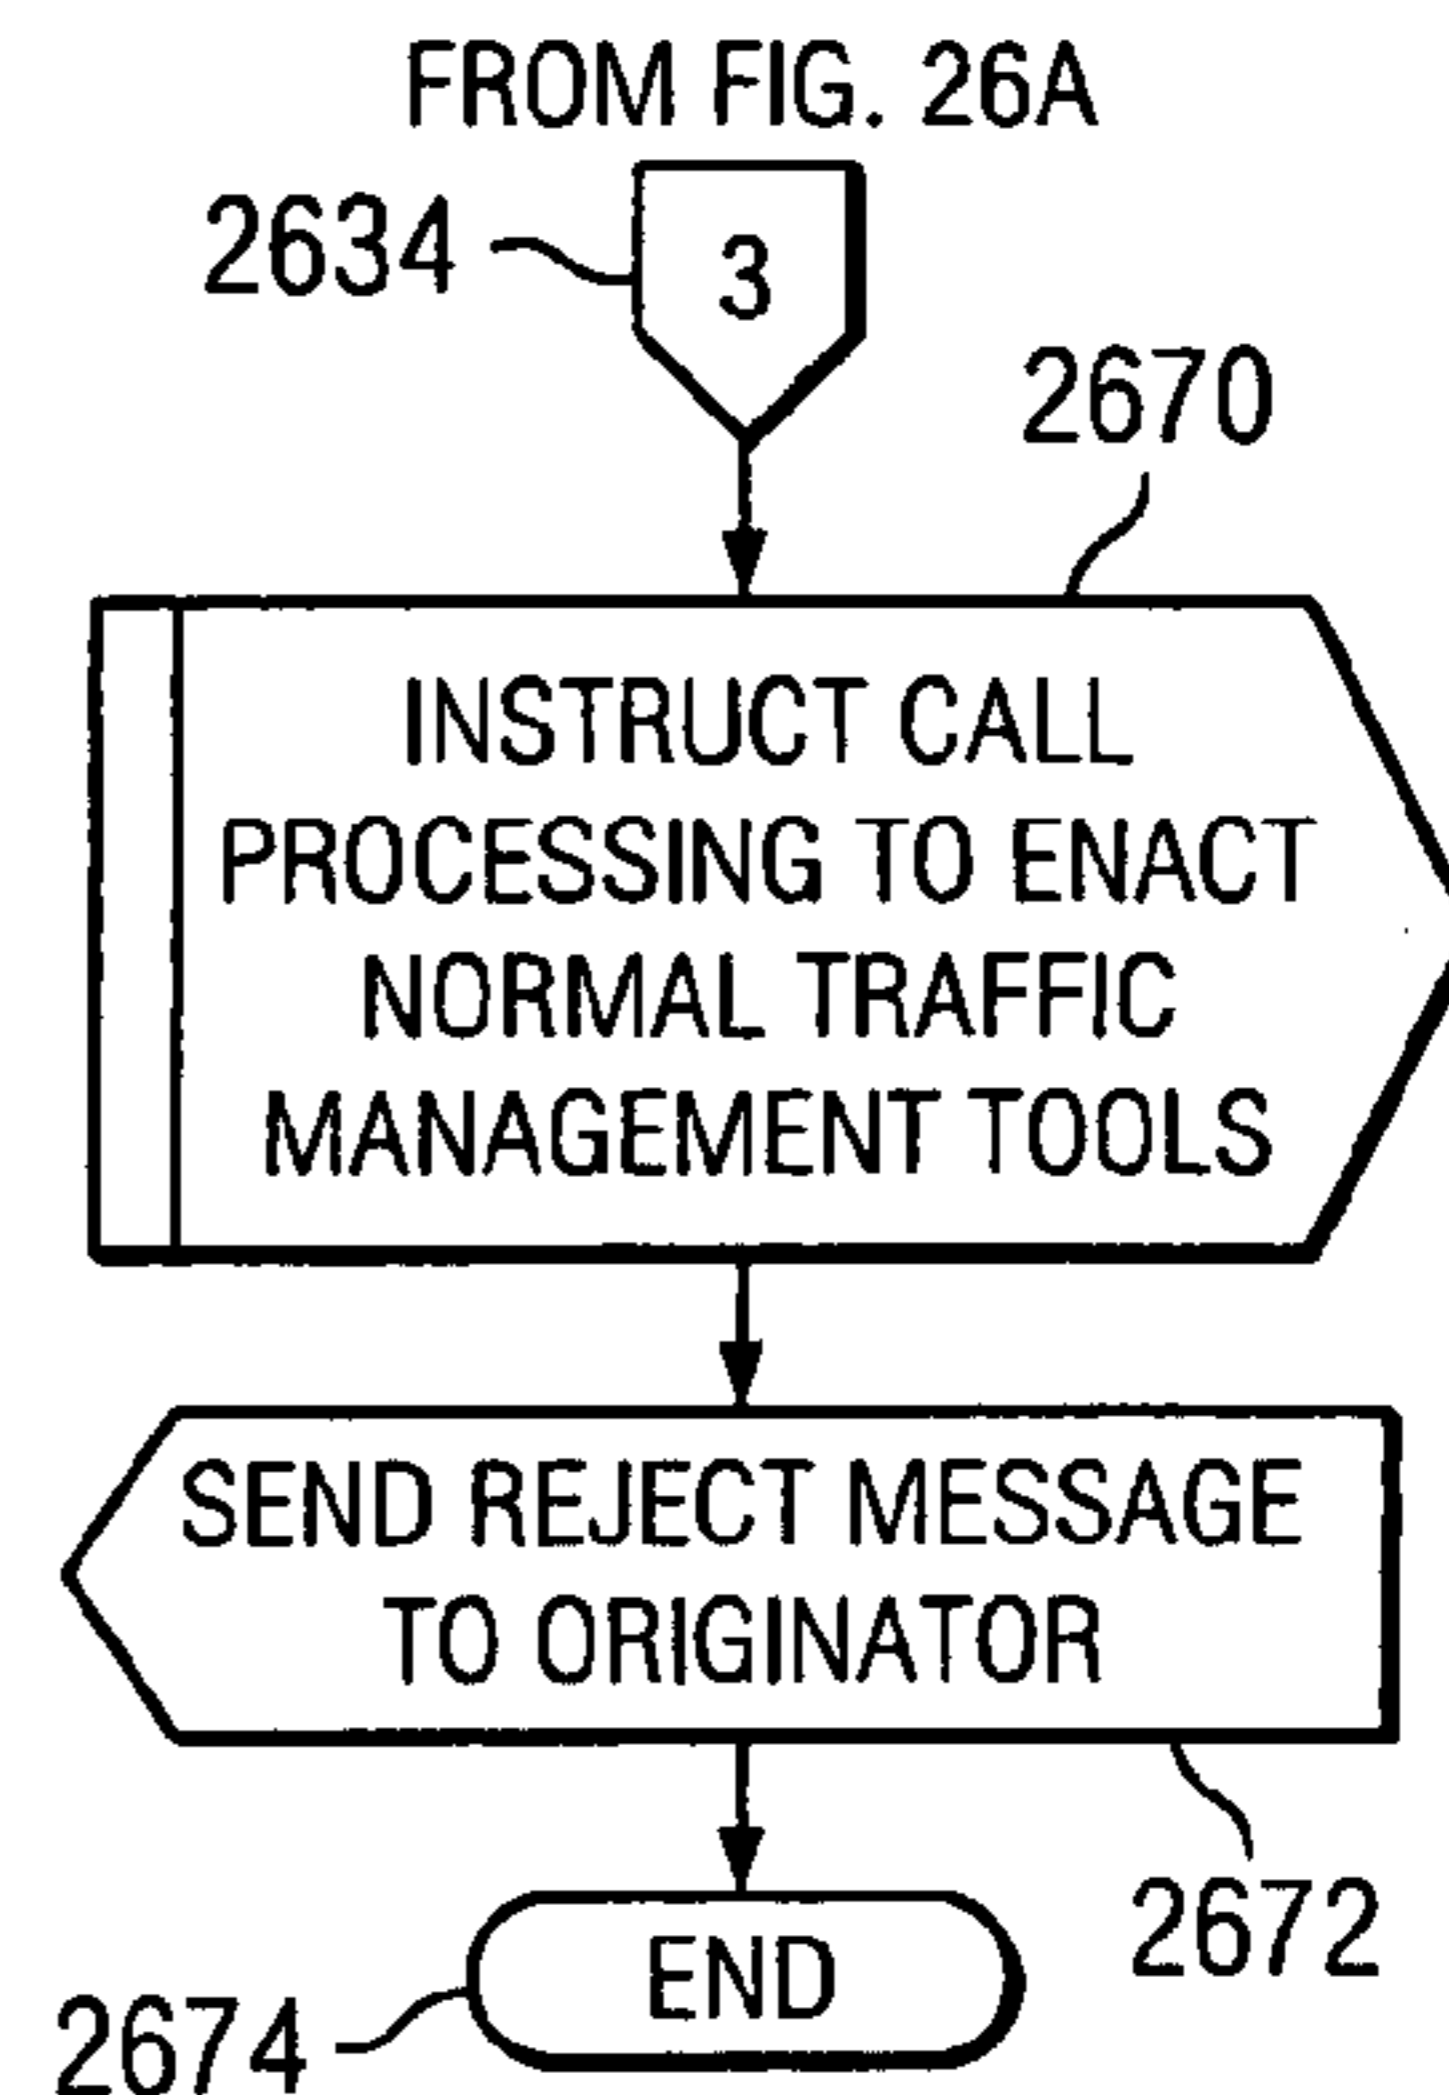 FROM FIG. 26A
2634
3
2670
INSTRUCT CALL
PROCESSING TO ENACT
NORMAL TRAFFIC
MANAGEMENT TOOLS
SEND REJECT MESSAGE
TO ORIGINATOR
2672
END
2674